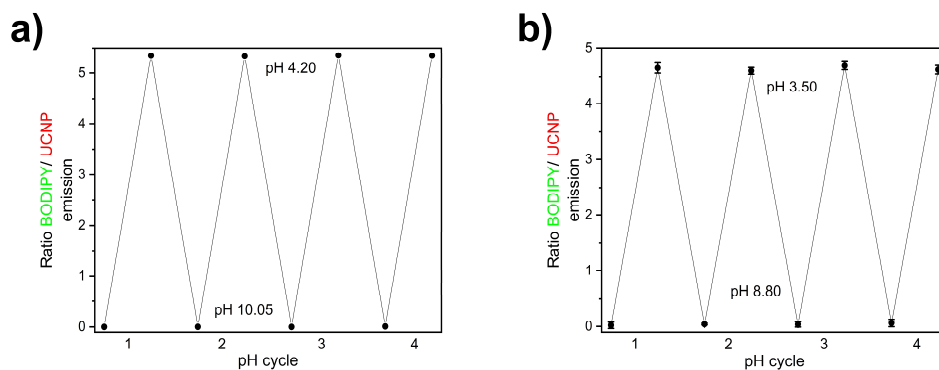 a)
5
4
3
2
1
0
Ratio BODIPY/ UCNP
emission
pH 4.20
pH 10.05
1 2 3 4
pH cycle
b)
5
4
3
2
1
0
Ratio BODIPY/ UCNP
emission
pH 3.50
pH 8.80
1 2 3 4
pH cycle